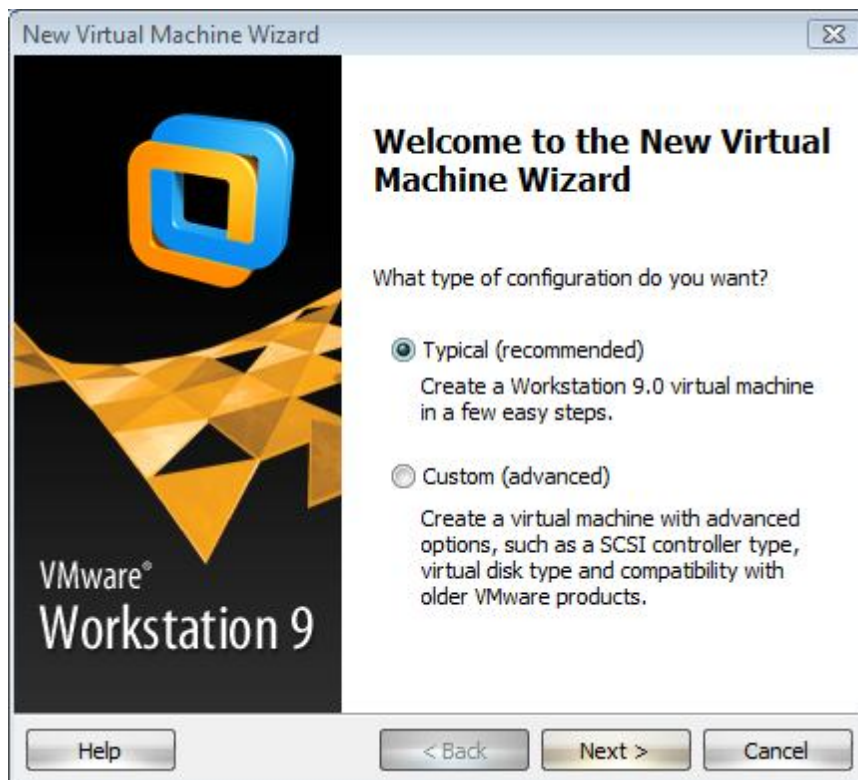 New Virtual Machine Wizard
Welcome to the New Virtual
Machine Wizard
What type of configuration do you want?
Typical (recommended)
Create a Workstation 9.0 virtual machine
in a few easy steps.
Custom (advanced)
Create a virtual machine with advanced
options, such as a SCSI controller type,
virtual disk type and compatibility with
older VMware products.
VMware®
Workstation 9
Help
< Back
Next >
Cancel